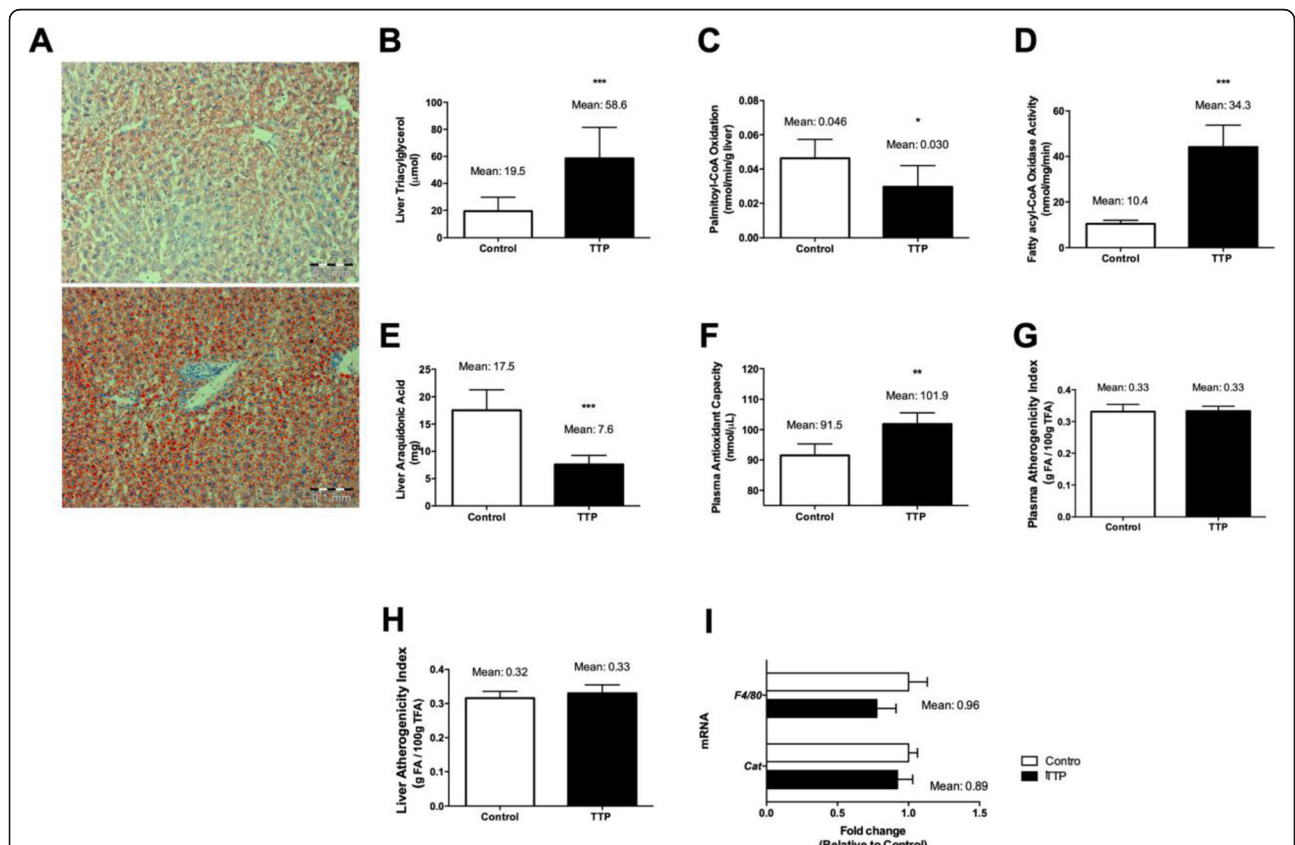 A
0.1 mm
0.1 mm
B
***
Mean: 58.6
Mean: 19.5
Liver Triacylglycerol
(μmol)
100
80
60
40
20
0
Control
TTP
C
*
Mean: 0.046
Mean: 0.030
Palmitoyl-CoA Oxidation
(nmol/min/g liver)
0.08
0.06
0.04
0.02
0.00
Control
TTP
D
***
Mean: 34.3
Mean: 10.4
Fatty acyl-CoA Oxidase Activity
(nmol/mg/min)
60
40
20
0
Control
TTP
E
Mean: 17.5
***
Mean: 7.6
Liver Araquidonic Acid
(mg)
25
20
15
10
5
0
Control
TTP
F
**
Mean: 101.9
Mean: 91.5
Plasma Antioxidant Capacity
(nmol/μL)
120
110
100
90
80
Control
TTP
G
Mean: 0.33
Mean: 0.33
Plasma Atherogenicity Index
(g FA / 100g TFA)
0.4
0.3
0.2
0.1
0.0
Control
TTP
H
Mean: 0.32
Mean: 0.33
Liver Atherogenicity Index
(g FA / 100g TFA)
0.4
0.3
0.2
0.1
0.0
Control
TTP
I
mRNA
F4/80
Mean: 0.96
Cat
Mean: 0.89
0.0
0.5
1.0
1.5
Fold change
(Relative to Control)
Contro
lTTP